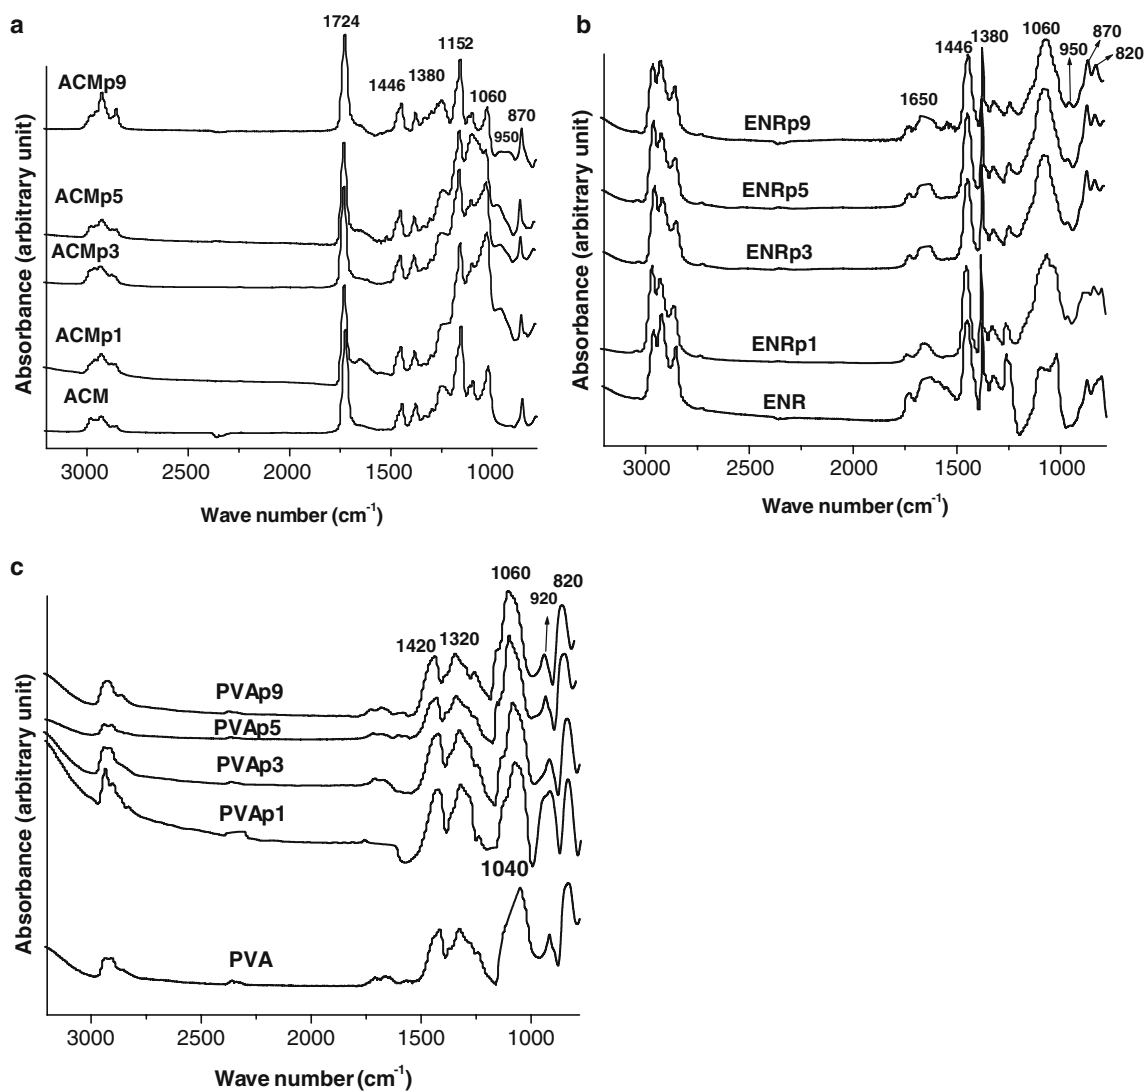 a
1724
1152
1446
1380
1060
870
950
ACMp9
ACMp5
ACMp3
ACMp1
ACM
Absorbance (arbitrary unit)
3000 2500 2000 1500 1000
Wave number (cm-1)
b
1060
870
1446
1380
950
820
1650
ENRp9
ENRp5
ENRp3
ENRp1
ENR
Absorbance (arbitrary unit)
3000 2500 2000 1500 1000
Wave number (cm-1)
c
1060
820
920
1420
1320
PVAp9
PVAp5
PVAp3
PVAp1
1040
PVA
Absorbance (arbitrary unit)
3000 2500 2000 1500 1000
Wave number (cm-1)